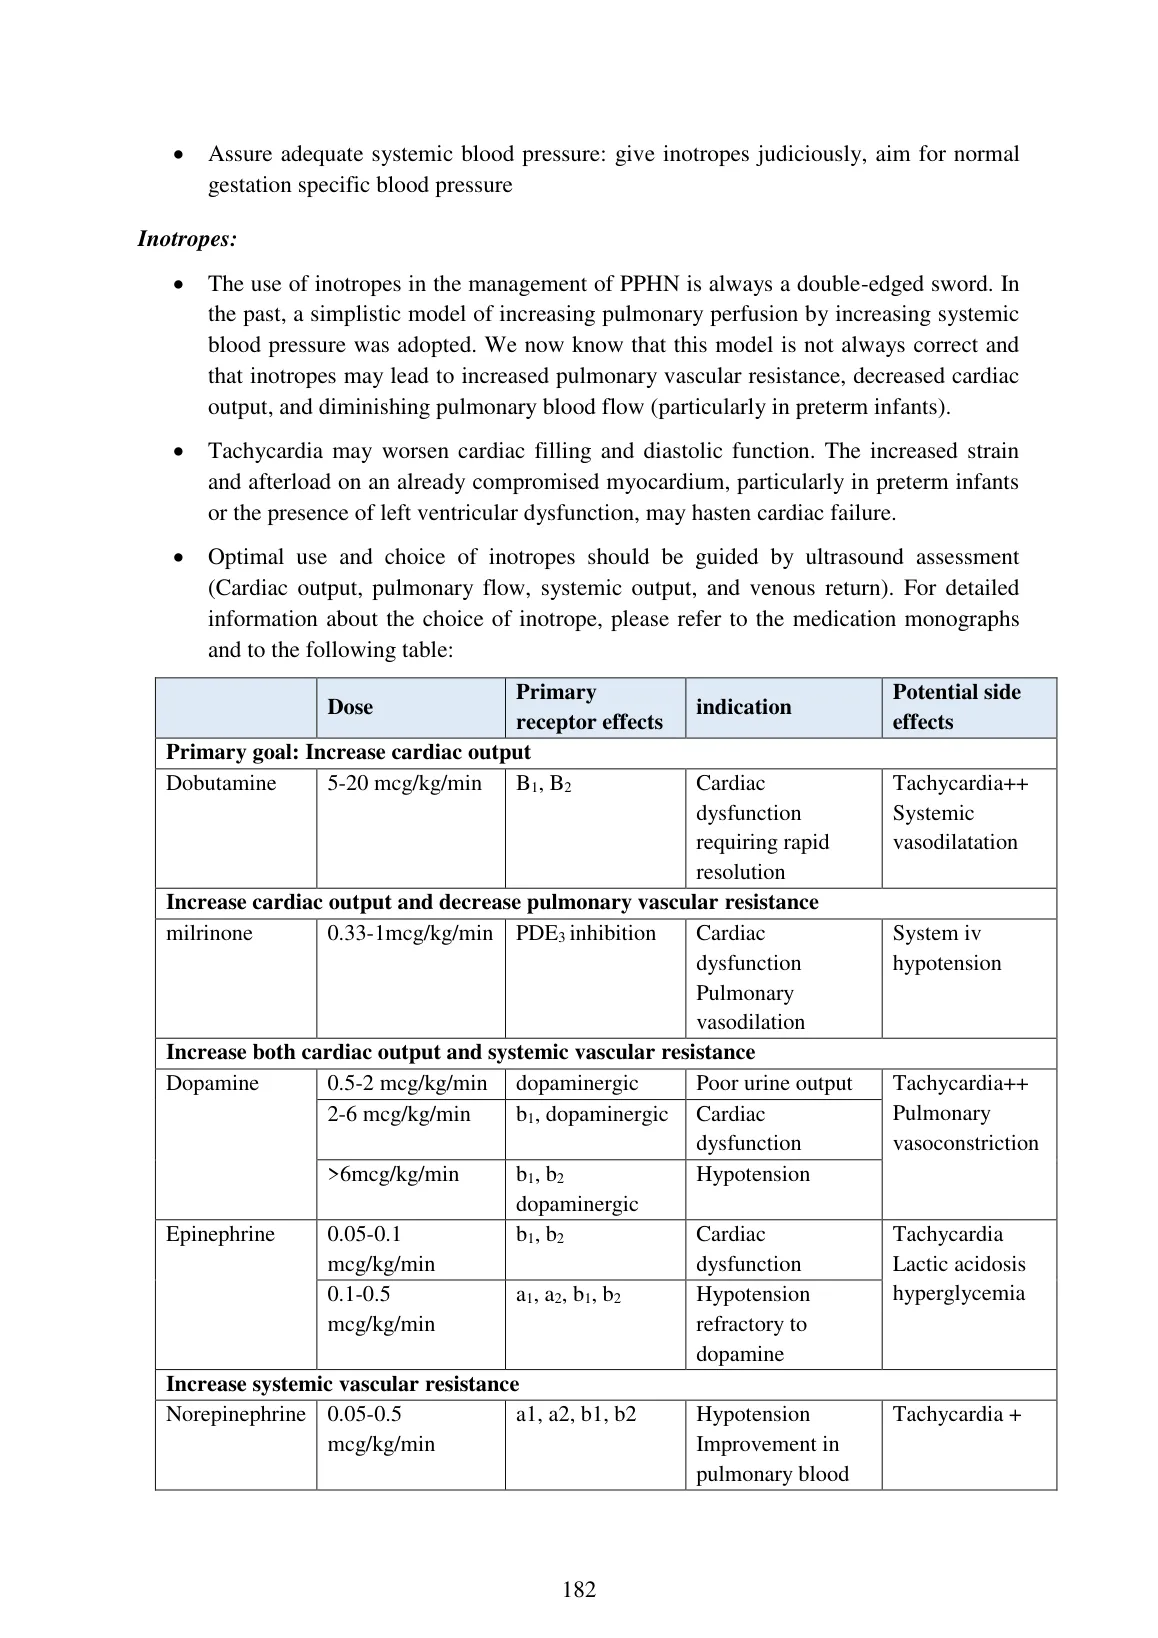 • Assure adequate systemic blood pressure: give inotropes judiciously, aim for normal
gestation specific blood pressure
Inotropes:
• The use of inotropes in the management of PPHN is always a double-edged sword. In
the past, a simplistic model of increasing pulmonary perfusion by increasing systemic
blood pressure was adopted. We now know that this model is not always correct and
that inotropes may lead to increased pulmonary vascular resistance, decreased cardiac
output, and diminishing pulmonary blood flow (particularly in preterm infants).
• Tachycardia may worsen cardiac filling and diastolic function. The increased strain
and afterload on an already compromised myocardium, particularly in preterm infants
or the presence of left ventricular dysfunction, may hasten cardiac failure.
• Optimal use and choice of inotropes should be guided by ultrasound assessment
(Cardiac output, pulmonary flow, systemic output, and venous return). For detailed
information about the choice of inotrope, please refer to the medication monographs
and to the following table:
Dose
Primary
receptor effects
indication
Potential side
effects
Primary goal: Increase cardiac output
Dobutamine
5-20 mcg/kg/min
B1, B2
Cardiac
dysfunction
requiring rapid
resolution
Tachycardia++
Systemic
vasodilatation
Increase cardiac output and decrease pulmonary vascular resistance
milrinone
0.33-1mcg/kg/min
PDE3 inhibition
Cardiac
dysfunction
Pulmonary
vasodilation
System iv
hypotension
Increase both cardiac output and systemic vascular resistance
Dopamine
0.5-2 mcg/kg/min
dopaminergic
Poor urine output
Tachycardia++
Pulmonary
vasoconstriction
2-6 mcg/kg/min
b1, dopaminergic
Cardiac
dysfunction
>6mcg/kg/min
b1, b2
dopaminergic
Hypotension
Epinephrine
0.05-0.1
mcg/kg/min
b1, b2
Cardiac
dysfunction
Tachycardia
Lactic acidosis
hyperglycemia
0.1-0.5
mcg/kg/min
a1, a2, b1, b2
Hypotension
refractory to
dopamine
Increase systemic vascular resistance
Norepinephrine
0.05-0.5
mcg/kg/min
a1, a2, b1, b2
Hypotension
Improvement in
pulmonary blood
Tachycardia +
182